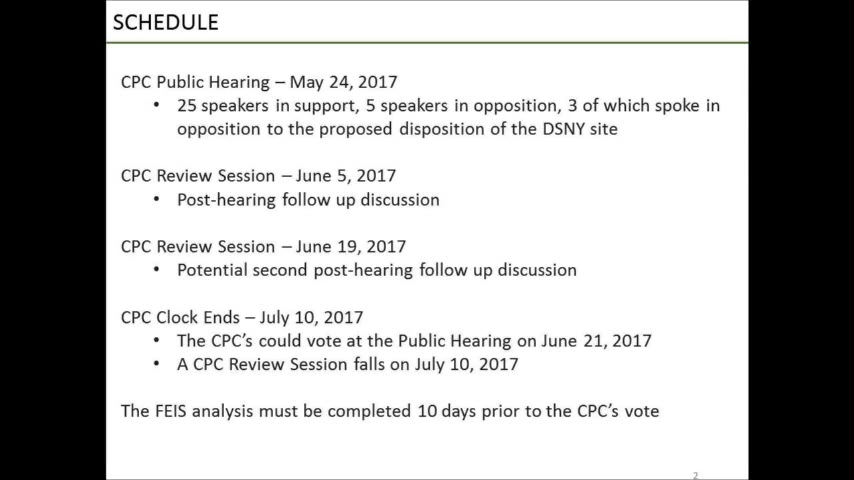 SCHEDULE
CPC Public Hearing – May 24, 2017
• 25 speakers in support, 5 speakers in opposition, 3 of which spoke in
opposition to the proposed disposition of the DSNY site
CPC Review Session – June 5, 2017
• Post-hearing follow up discussion
CPC Review Session – June 19, 2017
• Potential second post-hearing follow up discussion
CPC Clock Ends – July 10, 2017
• The CPC's could vote at the Public Hearing on June 21, 2017
• A CPC Review Session falls on July 10, 2017
The FEIS analysis must be completed 10 days prior to the CPC's vote
2